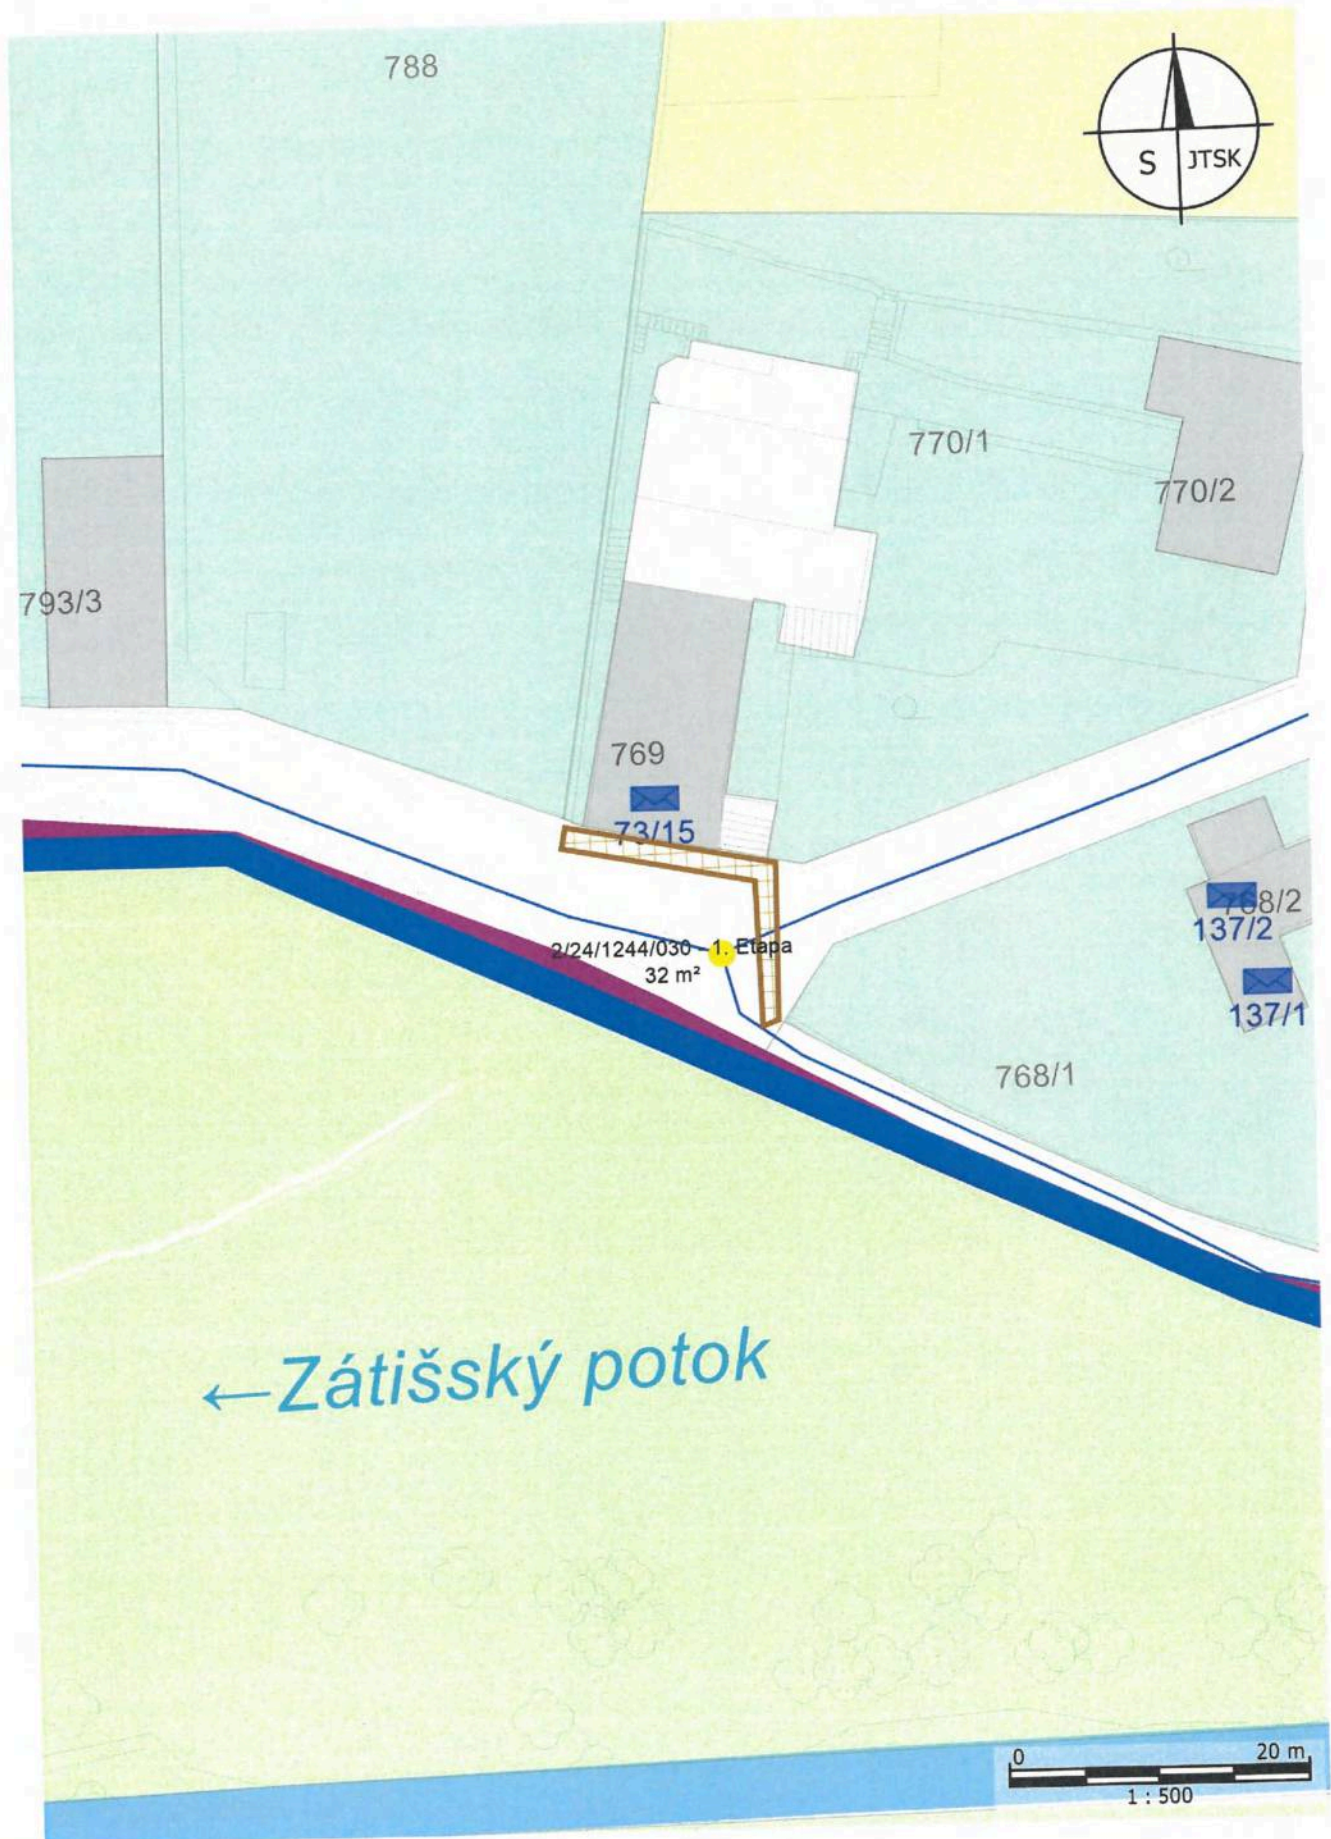 788
S JTSK
770/1
770/2
793/3
769
73/15
768/2
137/2
2/24/1244/030 - 1. Etapa
32 m²
137/1
768/1
←Zátišský potok
0 20 m
1 : 500